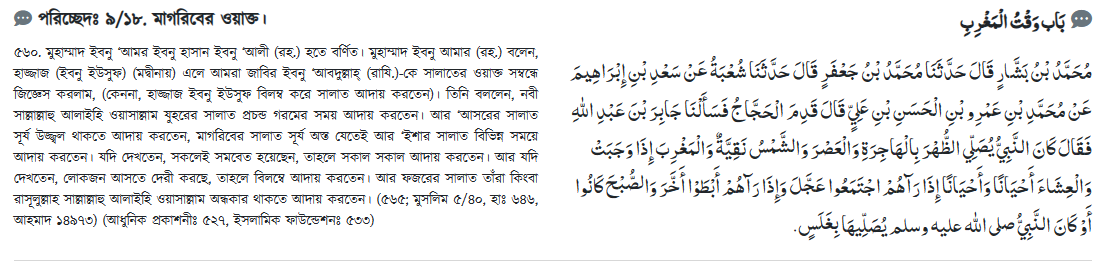 পরিচ্ছেদঃ ৯/১৮. মাগরিবের ওয়াক্ত।
৫৬০. মুহাম্মাদ ইবনু ‘আমর ইবনু হাসান ইবনু ‘আলী (রহ.) হতে বর্ণিত। মুহাম্মাদ ইবনু আমার (রহ.) বলেন,
হাজ্জাজ (ইবনু ইউসুফ) (মদ্বীনায়) এলে আমরা জাবির ইবনু ‘আবদুল্লাহ্ (রাযি.)-কে সালাতের ওয়াক্ত সম্বন্ধে
জিজ্ঞেস করলাম, (কেননা, হাজ্জাজ ইবনু ইউসুফ বিলম্ব করে সালাত আদায় করতেন)। তিনি বললেন, নবী
সাল্লাল্লাহু আলাইহি ওয়াসাল্লাম যুহরের সালাত প্রচন্ড গরমের সময় আদায় করতেন। আর ‘আসরের সালাত
সূর্য উজ্জ্বল থাকতে আদায় করতেন, মাগরিবের সালাত সূর্য অস্ত যেতেই আর ‘ইশার সালাত বিভিন্ন সময়ে
আদায় করতেন। যদি দেখতেন, সকলেই সমবেত হয়েছেন, তাহলে সকাল সকাল আদায় করতেন। আর যদি
দেখতেন, লোকজন আসতে দেরী করছে, তাহলে বিলম্বে আদায় করতেন। আর ফজরের সালাত তাঁরা কিংবা
রাসূলুল্লাহ সাল্লাল্লাহু আলাইহি ওয়াসাল্লাম অন্ধকার থাকতে আদায় করতেন। (৫৬৫; মুসলিম ৫/৪০, হাঃ ৬৪৬,
আহমাদ ১৪৯৭৩) (আধুনিক প্রকাশনীঃ ৫২৭, ইসলামিক ফাউন্ডেশনঃ ৫৩৩)
بَاب وَقْتُ الْمَغْرِبِ
مُحَمَّدُ بْنُ بَشَّارٍ قَالَ حَدَّثَنَا مُحَمَّدُ بْنُ جَعْفَرٍ قَالَ حَدَّثَنَا شُعْبَةُ عَنْ سَعْدِ بْنِ إِبْرَاهِيمَ
عَنْ مُحَمَّدِ بْنِ عَمْرِو بْنِ الْحَسَنِ بْنِ عَلِيٍّ قَالَ قَدِمَ الْحَجَّاجُ فَسَأَلْنَا جَابِرَ بْنَ عَبْدِ اللهِ
فَقَالَ كَانَ النَّبِيُّ يُصَلِّي الظُّهْرَ بِالْهَاجِرَةِ وَالْعَصْرَ وَالشَّمْسُ نَقِيَّةٌ وَالْمَغْرِبَ إِذَا وَجَبَتْ
وَالْعِشَاءَ أَحْيَانًا وَأَحْيَانًا إِذَا رَآهُمْ اجْتَمَعُوا عَجَّلَ وَإِذَا رَآهُمْ أَبْطَوْا أَخَّرَ وَالصُّبْحَ كَانُوا
أَوْ كَانَ النَّبِيُّ صلى الله عليه وسلم يُصَلِّيهَا بِغَلَسٍ.